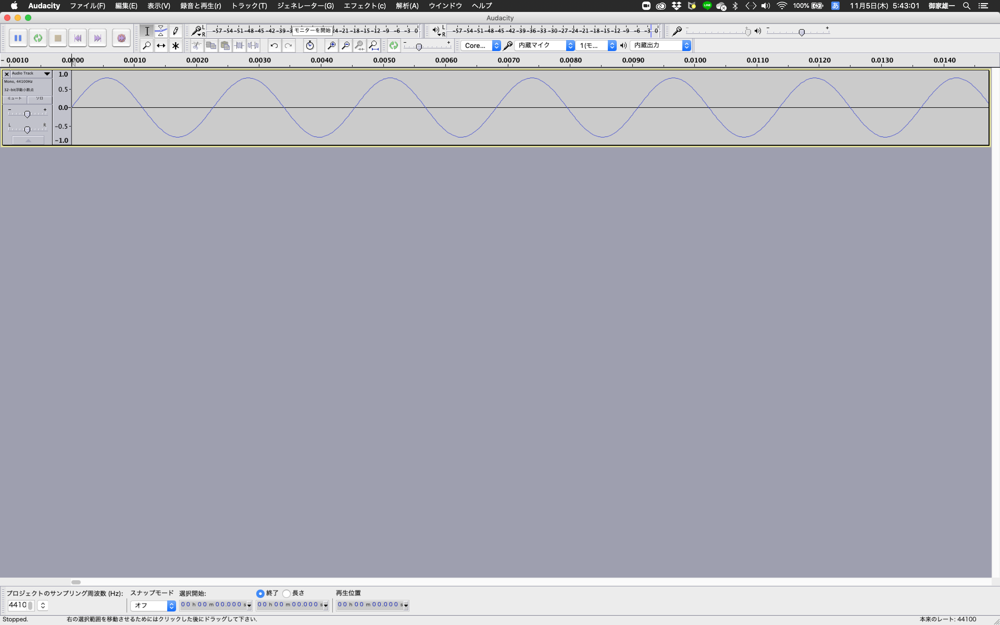 Audacity ファイル(F) 編集(E) 表示(V) 録音と再生(r) トラック(T) ジェネレーター(G) エフェクト(c) 解析(A) ウインドウ ヘルプ LINE 100% あ 11月5日(木) 5:43:01 御家雄一
Audacity
L -57 -54 -51 -48 -45 -42 -39 -3 モニターを開始 24 -21 -18 -15 -12 -9 -6 -3 0 L -57 -54 -51 -48 -45 -42 -39 -36 -33 -30 -27 -24 -21 -18 -15 -12 -9 -6 -3 0 - + - +
R R
- + Core... 内蔵マイク 1(モ... 内蔵出力
- 0.0010 0.0000 0.0010 0.0020 0.0030 0.0040 0.0050 0.0060 0.0070 0.0080 0.0090 0.0100 0.0110 0.0120 0.0130 0.0140
Audio Track 1.0
Mono, 44100Hz
32-bit浮動小数点 0.5-
ミュート ソロ
- + 0.0-
L R -0.5-
-1.0
プロジェクトのサンプリング周波数 (Hz): スナップモード 選択開始: 終了 長さ 再生位置
4410 オフ 00 h 00 m 00.000 s 00 h 00 m 00.000 s 00 h 00 m 00.000 s
Stopped. 右の選択範囲を移動させるためにはクリックした後にドラッグして下さい. 本来のレート: 44100